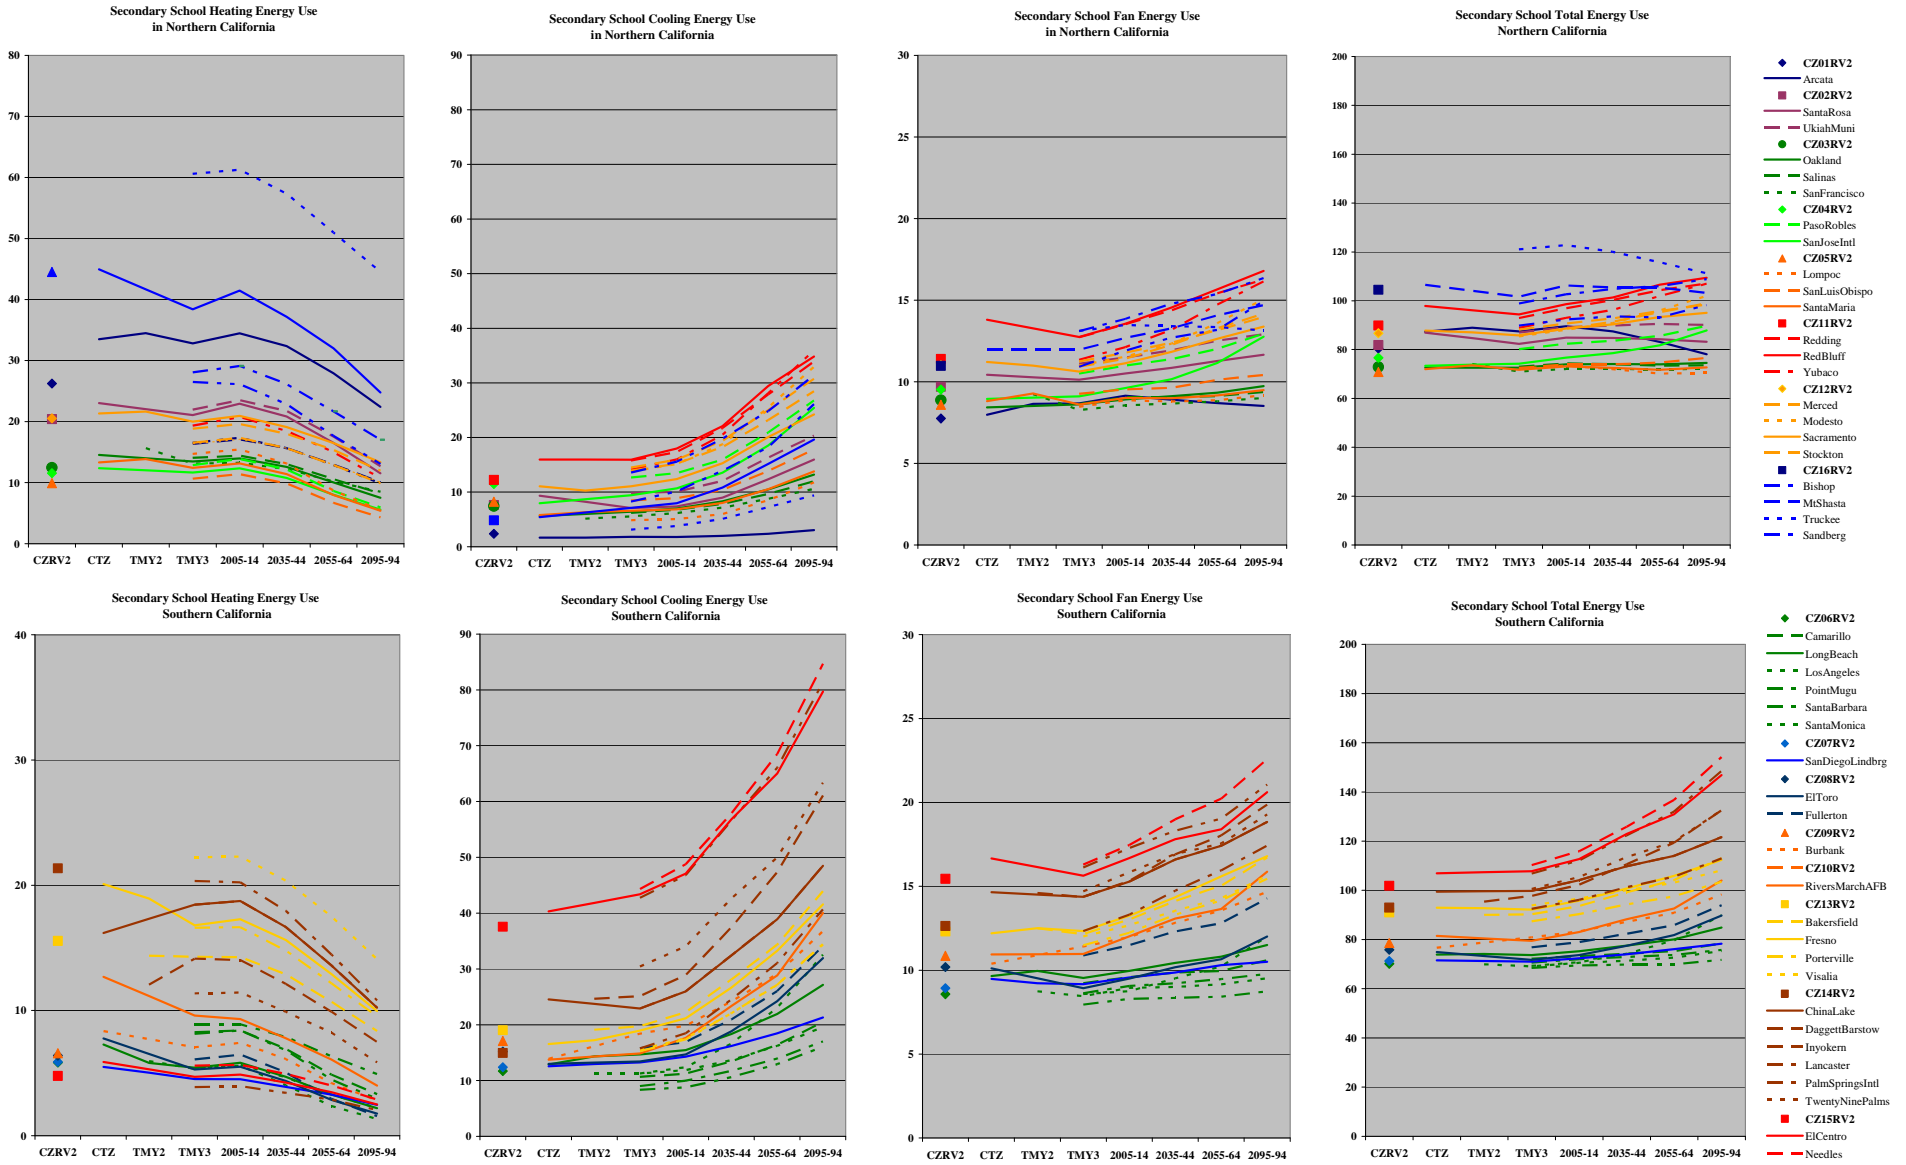 Secondary School Heating Energy Use
in Northern California
80
70
60
50
40
30
20
10
0
CZRV2 CTZ TMY2 TMY3 2005-14 2035-44 2055-64 2095-94
Secondary School Cooling Energy Use
in Northern California
90
80
70
60
50
40
30
20
10
0
CZRV2 CTZ TMY2 TMY3 2005-14 2035-44 2055-64 2095-94
Secondary School Fan Energy Use
in Northern California
30
25
20
15
10
5
0
CZRV2 CTZ TMY2 TMY3 2005-14 2035-44 2055-64 2095-94
Secondary School Total Energy Use
Northern California
200
180
160
140
120
100
80
60
40
20
0
CZRV2 CTZ TMY2 TMY3 2005-14 2035-44 2055-64 2095-94
CZ01RV2
Arcata
CZ02RV2
SantaRosa
UkiahMuni
CZ03RV2
Oakland
Salinas
SanFrancisco
CZ04RV2
PasoRobles
SanJoseIntl
CZ05RV2
Lompoc
SanLuisObispo
SantaMaria
CZ11RV2
Redding
RedBluff
Yubaco
CZ12RV2
Merced
Modesto
Sacramento
Stockton
CZ16RV2
Bishop
MtShasta
Truckee
Sandberg
Secondary School Heating Energy Use
Southern California
40
30
20
10
0
CZRV2 CTZ TMY2 TMY3 2005-14 2035-44 2055-64 2095-94
Secondary School Cooling Energy Use
Southern California
90
80
70
60
50
40
30
20
10
0
CZRV2 CTZ TMY2 TMY3 2005-14 2035-44 2055-64 2095-94
Secondary School Fan Energy Use
Southern California
30
25
20
15
10
5
0
CZRV2 CTZ TMY2 TMY3 2005-14 2035-44 2055-64 2095-94
Secondary School Total Energy Use
Southern California
200
180
160
140
120
100
80
60
40
20
0
CZRV2 CTZ TMY2 TMY3 2005-14 2035-44 2055-64 2095-94
CZ06RV2
Camarillo
LongBeach
LosAngeles
PointMugu
SantaBarbara
SantaMonica
CZ07RV2
SanDiegoLindbrg
CZ08RV2
ElToro
Fullerton
CZ09RV2
Burbank
CZ10RV2
RiversMarchAFB
CZ13RV2
Bakersfield
Fresno
Porterville
Visalia
CZ14RV2
ChinaLake
DaggettBarstow
Inyokern
Lancaster
PalmSpringsIntl
TwentyNinePalms
CZ15RV2
ElCentro
Needles